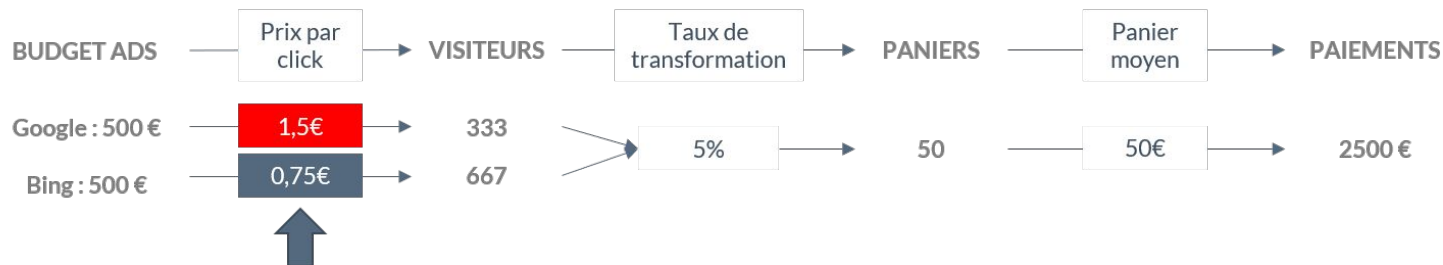 BUDGET ADS
Prix par
click
VISITEURS
Taux de
transformation
PANIERS
Panier
moyen
PAIEMENTS
Google : 500 €
1,5€
333
5%
50
50€
2500 €
Bing : 500 €
0,75€
667